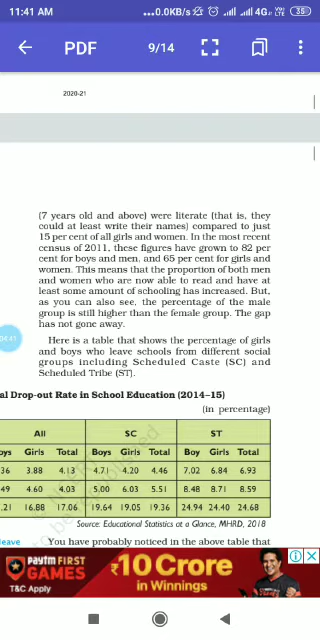 11:41 AM ...0.0KB/s 4G VoLTE 35
PDF 9/14
2020-21
(7 years old and above) were literate (that is, they
could at least write their names) compared to just
15 per cent of all girls and women. In the most recent
census of 2011, these figures have grown to 82 per
cent for boys and men, and 65 per cent for girls and
women. This means that the proportion of both men
and women who are now able to read and have at
least some amount of schooling has increased. But,
as you can also see, the percentage of the male
group is still higher than the female group. The gap
has not gone away.
04:41
Here is a table that shows the percentage of girls
and boys who leave schools from different social
groups including Scheduled Caste (SC) and
Scheduled Tribe (ST).
al Drop-out Rate in School Education (2014–15)
(in percentage)
All SC ST
oys Girls Total Boys Girls Total Boy Girls Total
36 3.88 4.13 4.71 4.20 4.46 7.02 6.84 6.93
49 4.60 4.03 5.00 6.03 5.51 8.48 8.71 8.59
.21 16.88 17.06 19.64 19.05 19.36 24.94 24.40 24.68
to be
Source: Educational Statistics at a Glance, MHRD, 2018
leave You have probably noticed in the above table that
paytm FIRST
GAMES
T&C Apply
₹10 Crore
in Winnings